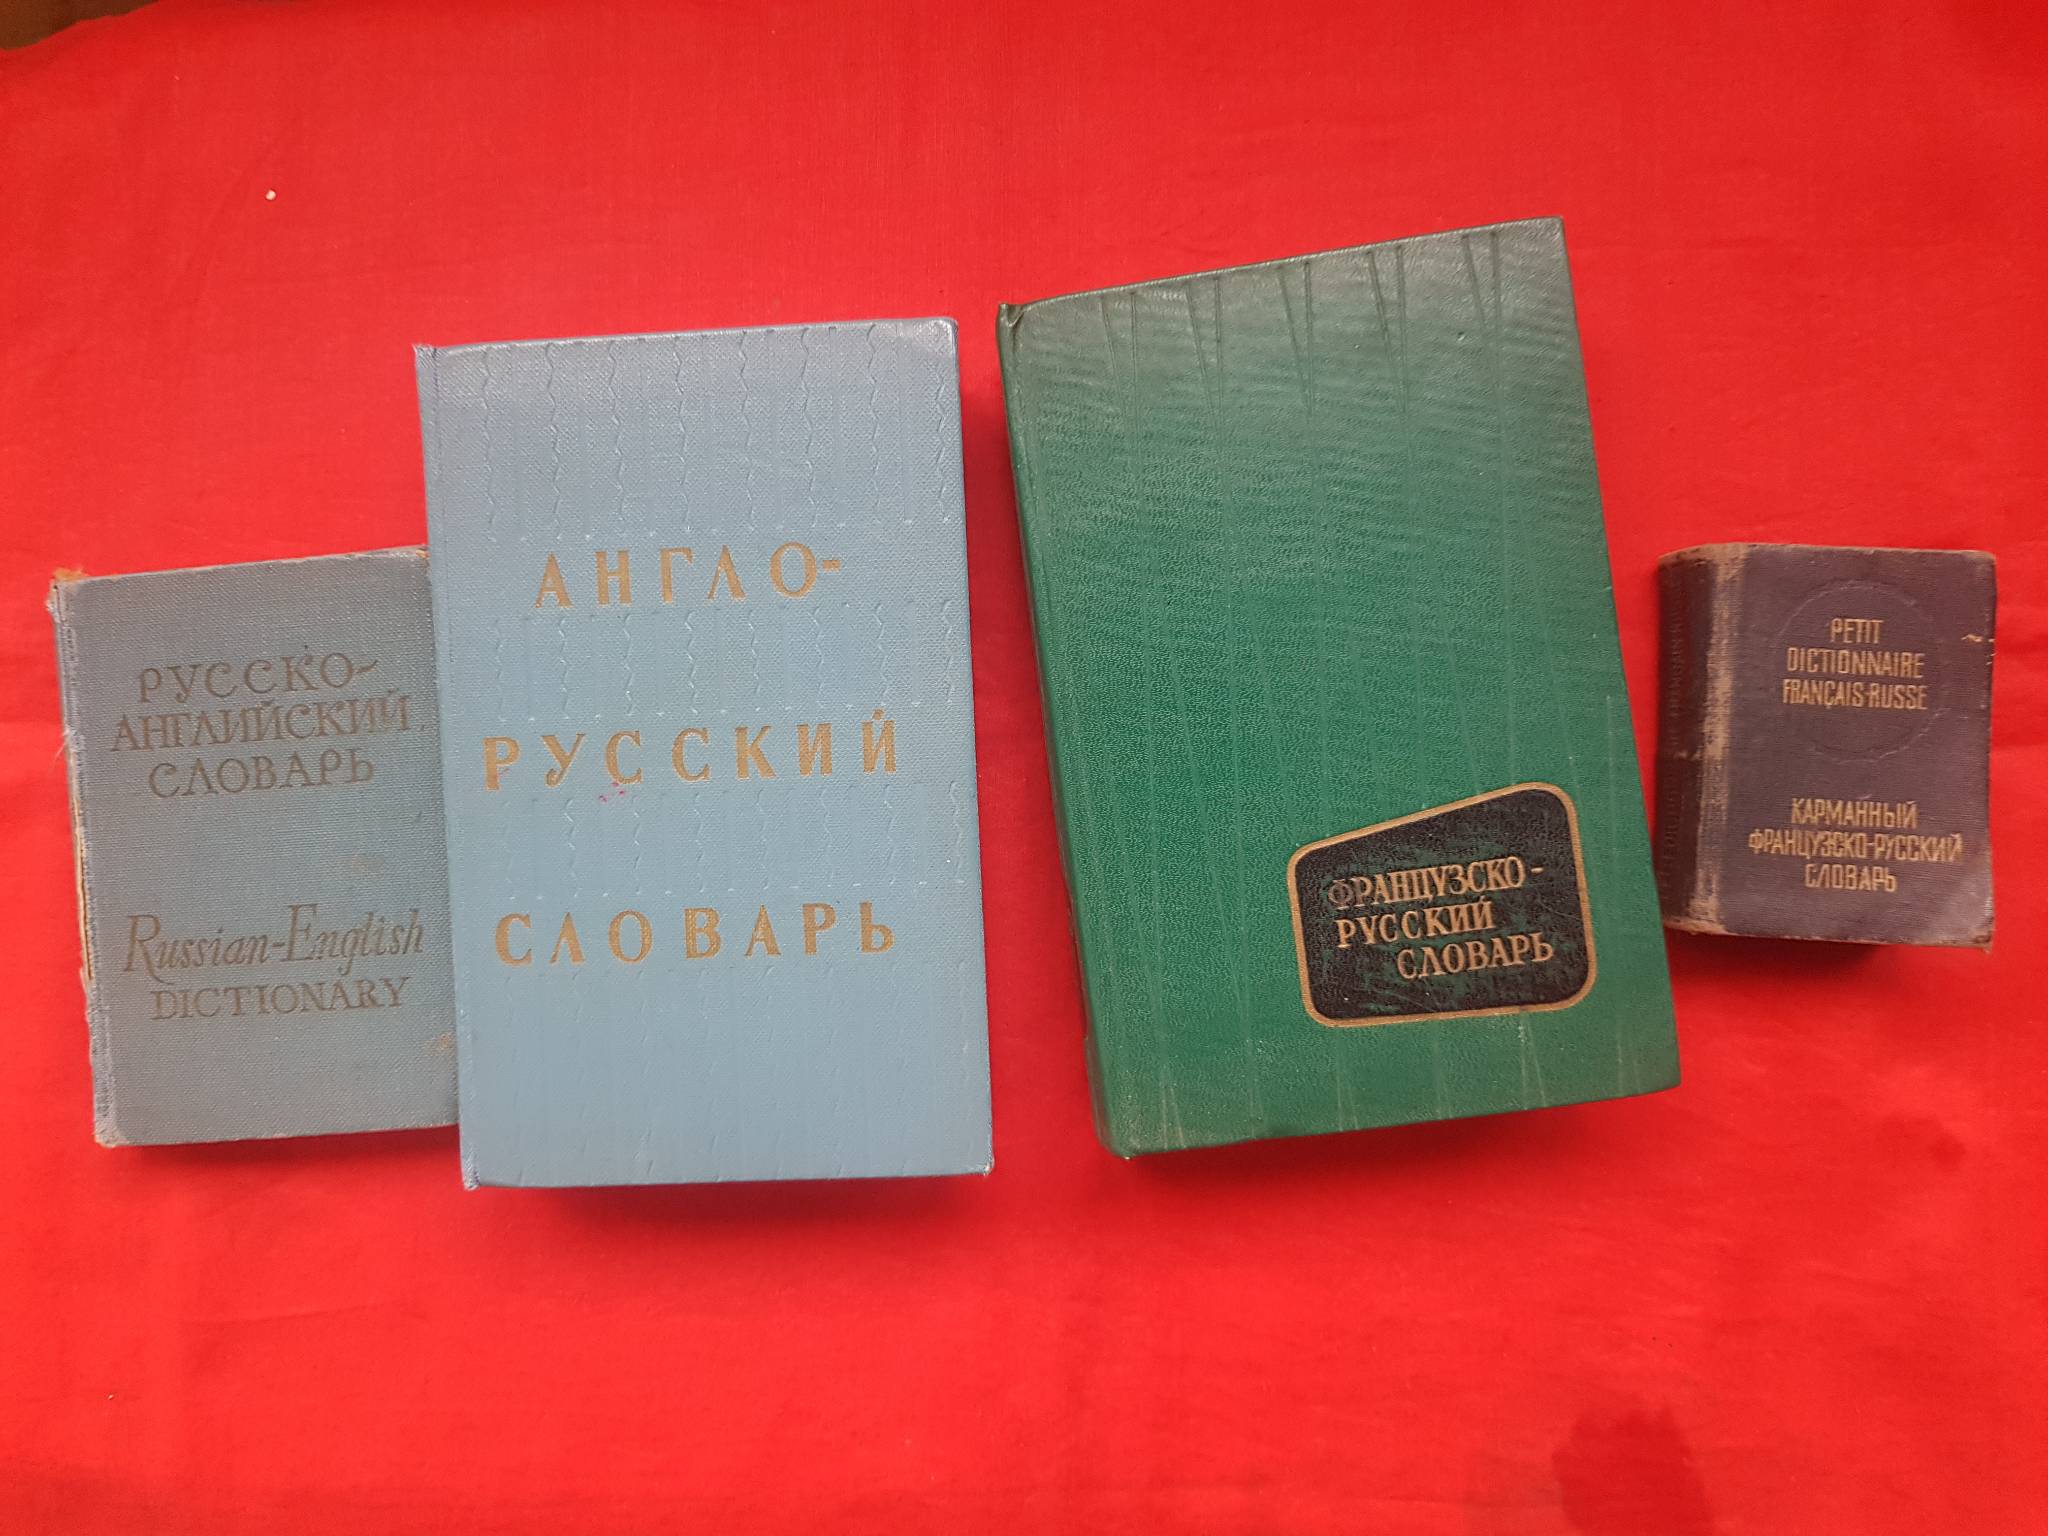 РУССКО-
АНГЛИЙСКИЙ
СЛОВАРЬ
Russian-English
DICTIONARY
АНГЛО-
РУССКИЙ
СЛОВАРЬ
ФРАНЦУЗСКО-
РУССКИЙ
СЛОВАРЬ
PETIT
DICTIONNAIRE
FRANÇAIS-RUSSE
КАРМАННЫЙ
ФРАНЦУЗСКО-РУССКИЙ
СЛОВАРЬ